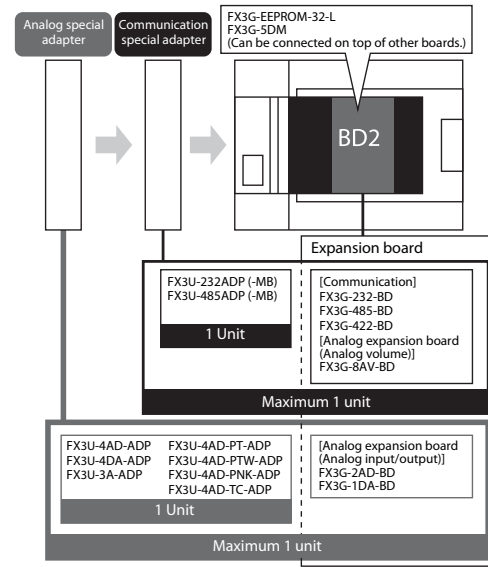 Analog special
adapter
Communication
special adapter
FX3G-EEPROM-32-L
FX3G-5DM
(Can be connected on top of other boards.)
BD2
Expansion board
FX3U-232ADP (-MB)
FX3U-485ADP (-MB)
1 Unit
[Communication]
FX3G-232-BD
FX3G-485-BD
FX3G-422-BD
[Analog expansion board
(Analog volume)]
FX3G-8AV-BD
Maximum 1 unit
FX3U-4AD-ADP
FX3U-4DA-ADP
FX3U-3A-ADP
FX3U-4AD-PT-ADP
FX3U-4AD-PTW-ADP
FX3U-4AD-PNK-ADP
FX3U-4AD-TC-ADP
1 Unit
[Analog expansion board
(Analog input/output)]
FX3G-2AD-BD
FX3G-1DA-BD
Maximum 1 unit